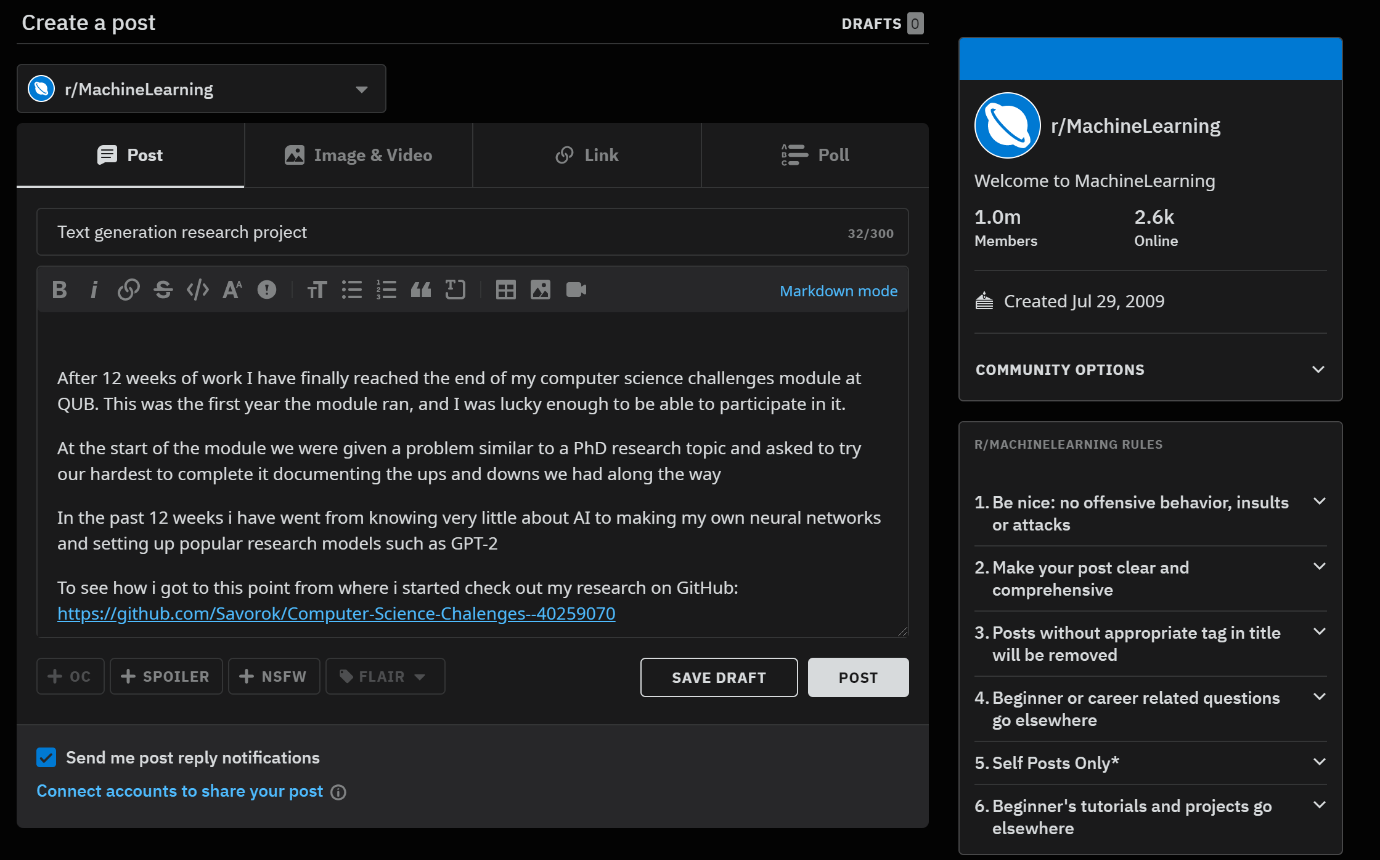 Create a post
DRAFTS 0
r/MachineLearning
Post
Image & Video
Link
Poll
Text generation research project
32/300
Markdown mode
After 12 weeks of work I have finally reached the end of my computer science challenges module at
QUB. This was the first year the module ran, and I was lucky enough to be able to participate in it.
At the start of the module we were given a problem similar to a PhD research topic and asked to try
our hardest to complete it documenting the ups and downs we had along the way
In the past 12 weeks i have went from knowing very little about AI to making my own neural networks
and setting up popular research models such as GPT-2
To see how i got to this point from where i started check out my research on GitHub:
https://github.com/Savorok/Computer-Science-Chalenges--40259070
+ OC
+ SPOILER
+ NSFW
FLAIR
SAVE DRAFT
POST
Send me post reply notifications
Connect accounts to share your post
r/MachineLearning
Welcome to MachineLearning
1.0m
Members
2.6k
Online
Created Jul 29, 2009
COMMUNITY OPTIONS
R/MACHINELEARNING RULES
1. Be nice: no offensive behavior, insults
or attacks
2. Make your post clear and
comprehensive
3. Posts without appropriate tag in title
will be removed
4. Beginner or career related questions
go elsewhere
5. Self Posts Only*
6. Beginner's tutorials and projects go
elsewhere